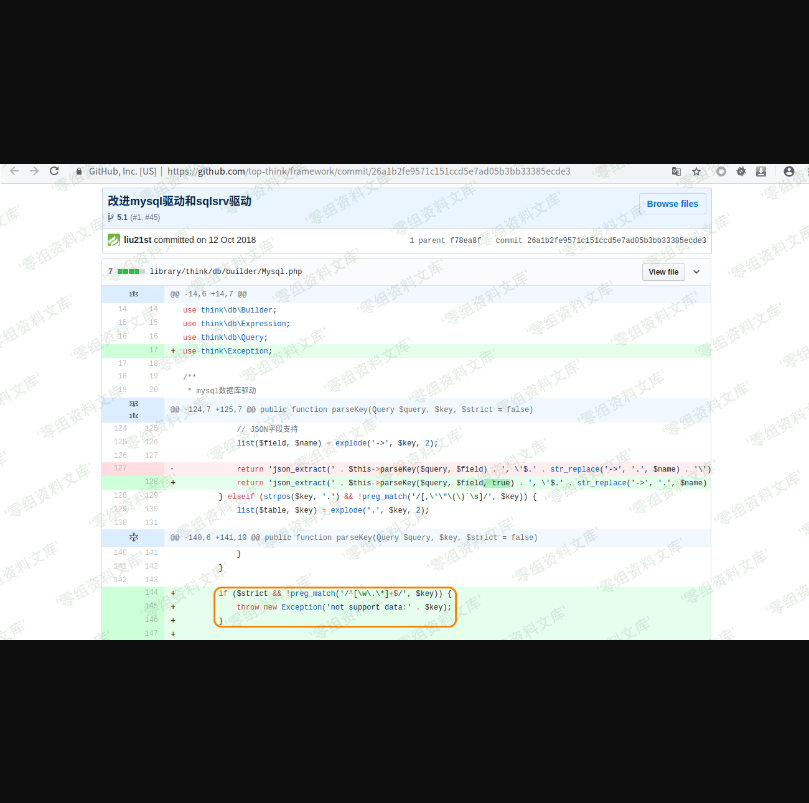 GitHub, Inc. [US] | https://github.com/top-think/framework/commit/26a1b2fe9571c151ccd5e7ad05b3bb33385ecde3
改进mysql驱动和sqlsrv驱动
Browse files
5.1 (#1, #45)
liu21st committed on 12 Oct 2018
1 parent f78ea8f commit 26a1b2fe9571c151ccd5e7ad05b3bb33385ecde3
7 library/think/db/builder/Mysql.php
View file
@@ -14,6 +14,7 @@
14 14 use think\db\Builder;
15 15 use think\db\Expression;
16 16 use think\db\Query;
17 + use think\Exception;
17 18
18 19 /**
19 20 * mysql数据库驱动
@@ -124,7 +125,7 @@ public function parseKey(Query $query, $key, $strict = false)
124 125 // JSON字段支持
125 126 list($field, $name) = explode('->', $key, 2);
126 127
127 - return 'json_extract(' . $this->parseKey($query, $field) . ', \'$.' . str_replace('->', '.', $name) . '\')
128 + return 'json_extract(' . $this->parseKey($query, $field, true) . ', \'$.' . str_replace('->', '.', $name)
128 129 } elseif (strpos($key, '.') && !preg_match('/[,\'\"\(\)`\s]/', $key)) {
129 130 list($table, $key) = explode('.', $key, 2);
130 131
@@ -140,6 +141,10 @@ public function parseKey(Query $query, $key, $strict = false)
140 141 }
141 142 }
142 143
144 + if ($strict && !preg_match('/^[\w\.\*]+$/', $key)) {
145 + throw new Exception('not support data:' . $key);
146 + }
147 +
零组资料文库